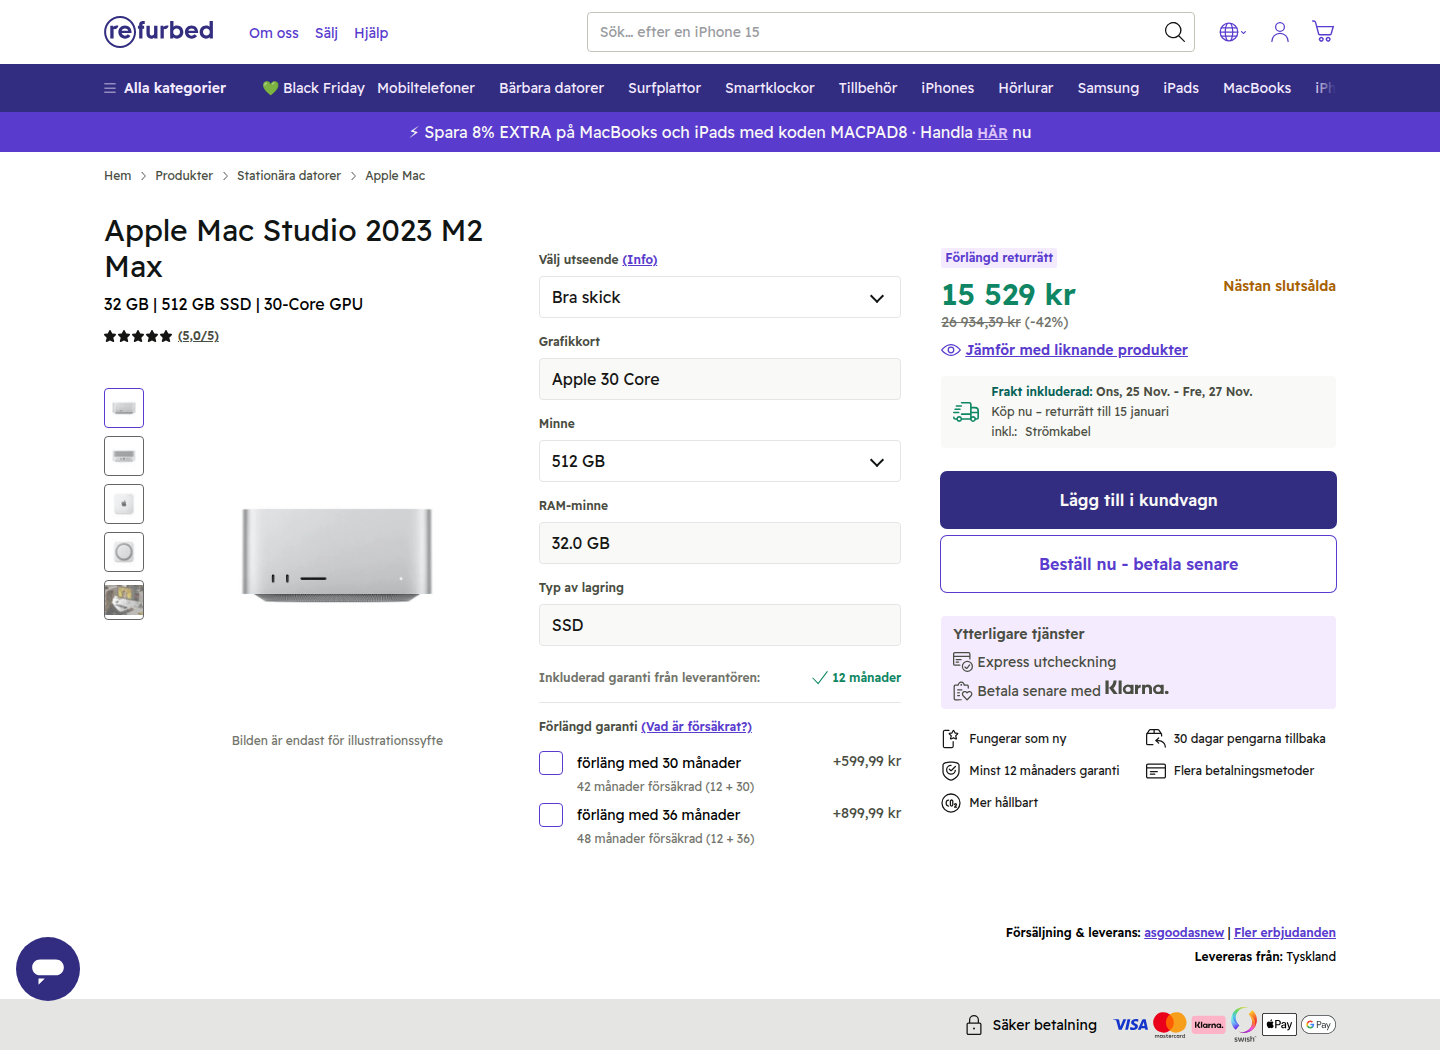 refurbed
Om oss
Sälj
Hjälp
Sök... efter en iPhone 15
Alla kategorier
💚 Black Friday
Mobiltelefoner
Bärbara datorer
Surfplattor
Smartklockor
Tillbehör
iPhones
Hörlurar
Samsung
iPads
MacBooks
⚡ Spara 8% EXTRA på MacBooks och iPads med koden MACPAD8 · Handla HÄR nu
Hem
Produkter
Stationära datorer
Apple Mac
Apple Mac Studio 2023 M2
Max
32 GB | 512 GB SSD | 30-Core GPU
(5,0/5)
Bilden är endast för illustrationssyfte
Välj utseende (Info)
Bra skick
Grafikkort
Apple 30 Core
Minne
512 GB
RAM-minne
32.0 GB
Typ av lagring
SSD
Inkluderad garanti från leverantören:
12 månader
Förlängd garanti (Vad är försäkrat?)
förläng med 30 månader
+599,99 kr
42 månader försäkrad (12 + 30)
förläng med 36 månader
+899,99 kr
48 månader försäkrad (12 + 36)
Förlängd returrätt
15 529 kr
Nästan slutsålda
26 934,39 kr (-42%)
Jämför med liknande produkter
Frakt inkluderad: Ons, 25 Nov. - Fre, 27 Nov.
Köp nu – returrätt till 15 januari
inkl.: Strömkabel
Lägg till i kundvagn
Beställ nu - betala senare
Ytterligare tjänster
Express utcheckning
Betala senare med Klarna.
Fungerar som ny
30 dagar pengarna tillbaka
Minst 12 månaders garanti
Flera betalningsmetoder
CO2
Mer hållbart
Försäljning & leverans: asgoodasnew | Fler erbjudanden
Levereras från: Tyskland
Säker betalning
VISA
mastercard
Klarna.
swish
Pay
G Pay